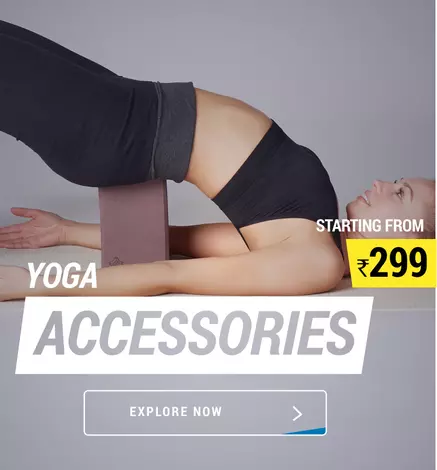 STARTING FROM
₹299
YOGA
ACCESSORIES
EXPLORE NOW